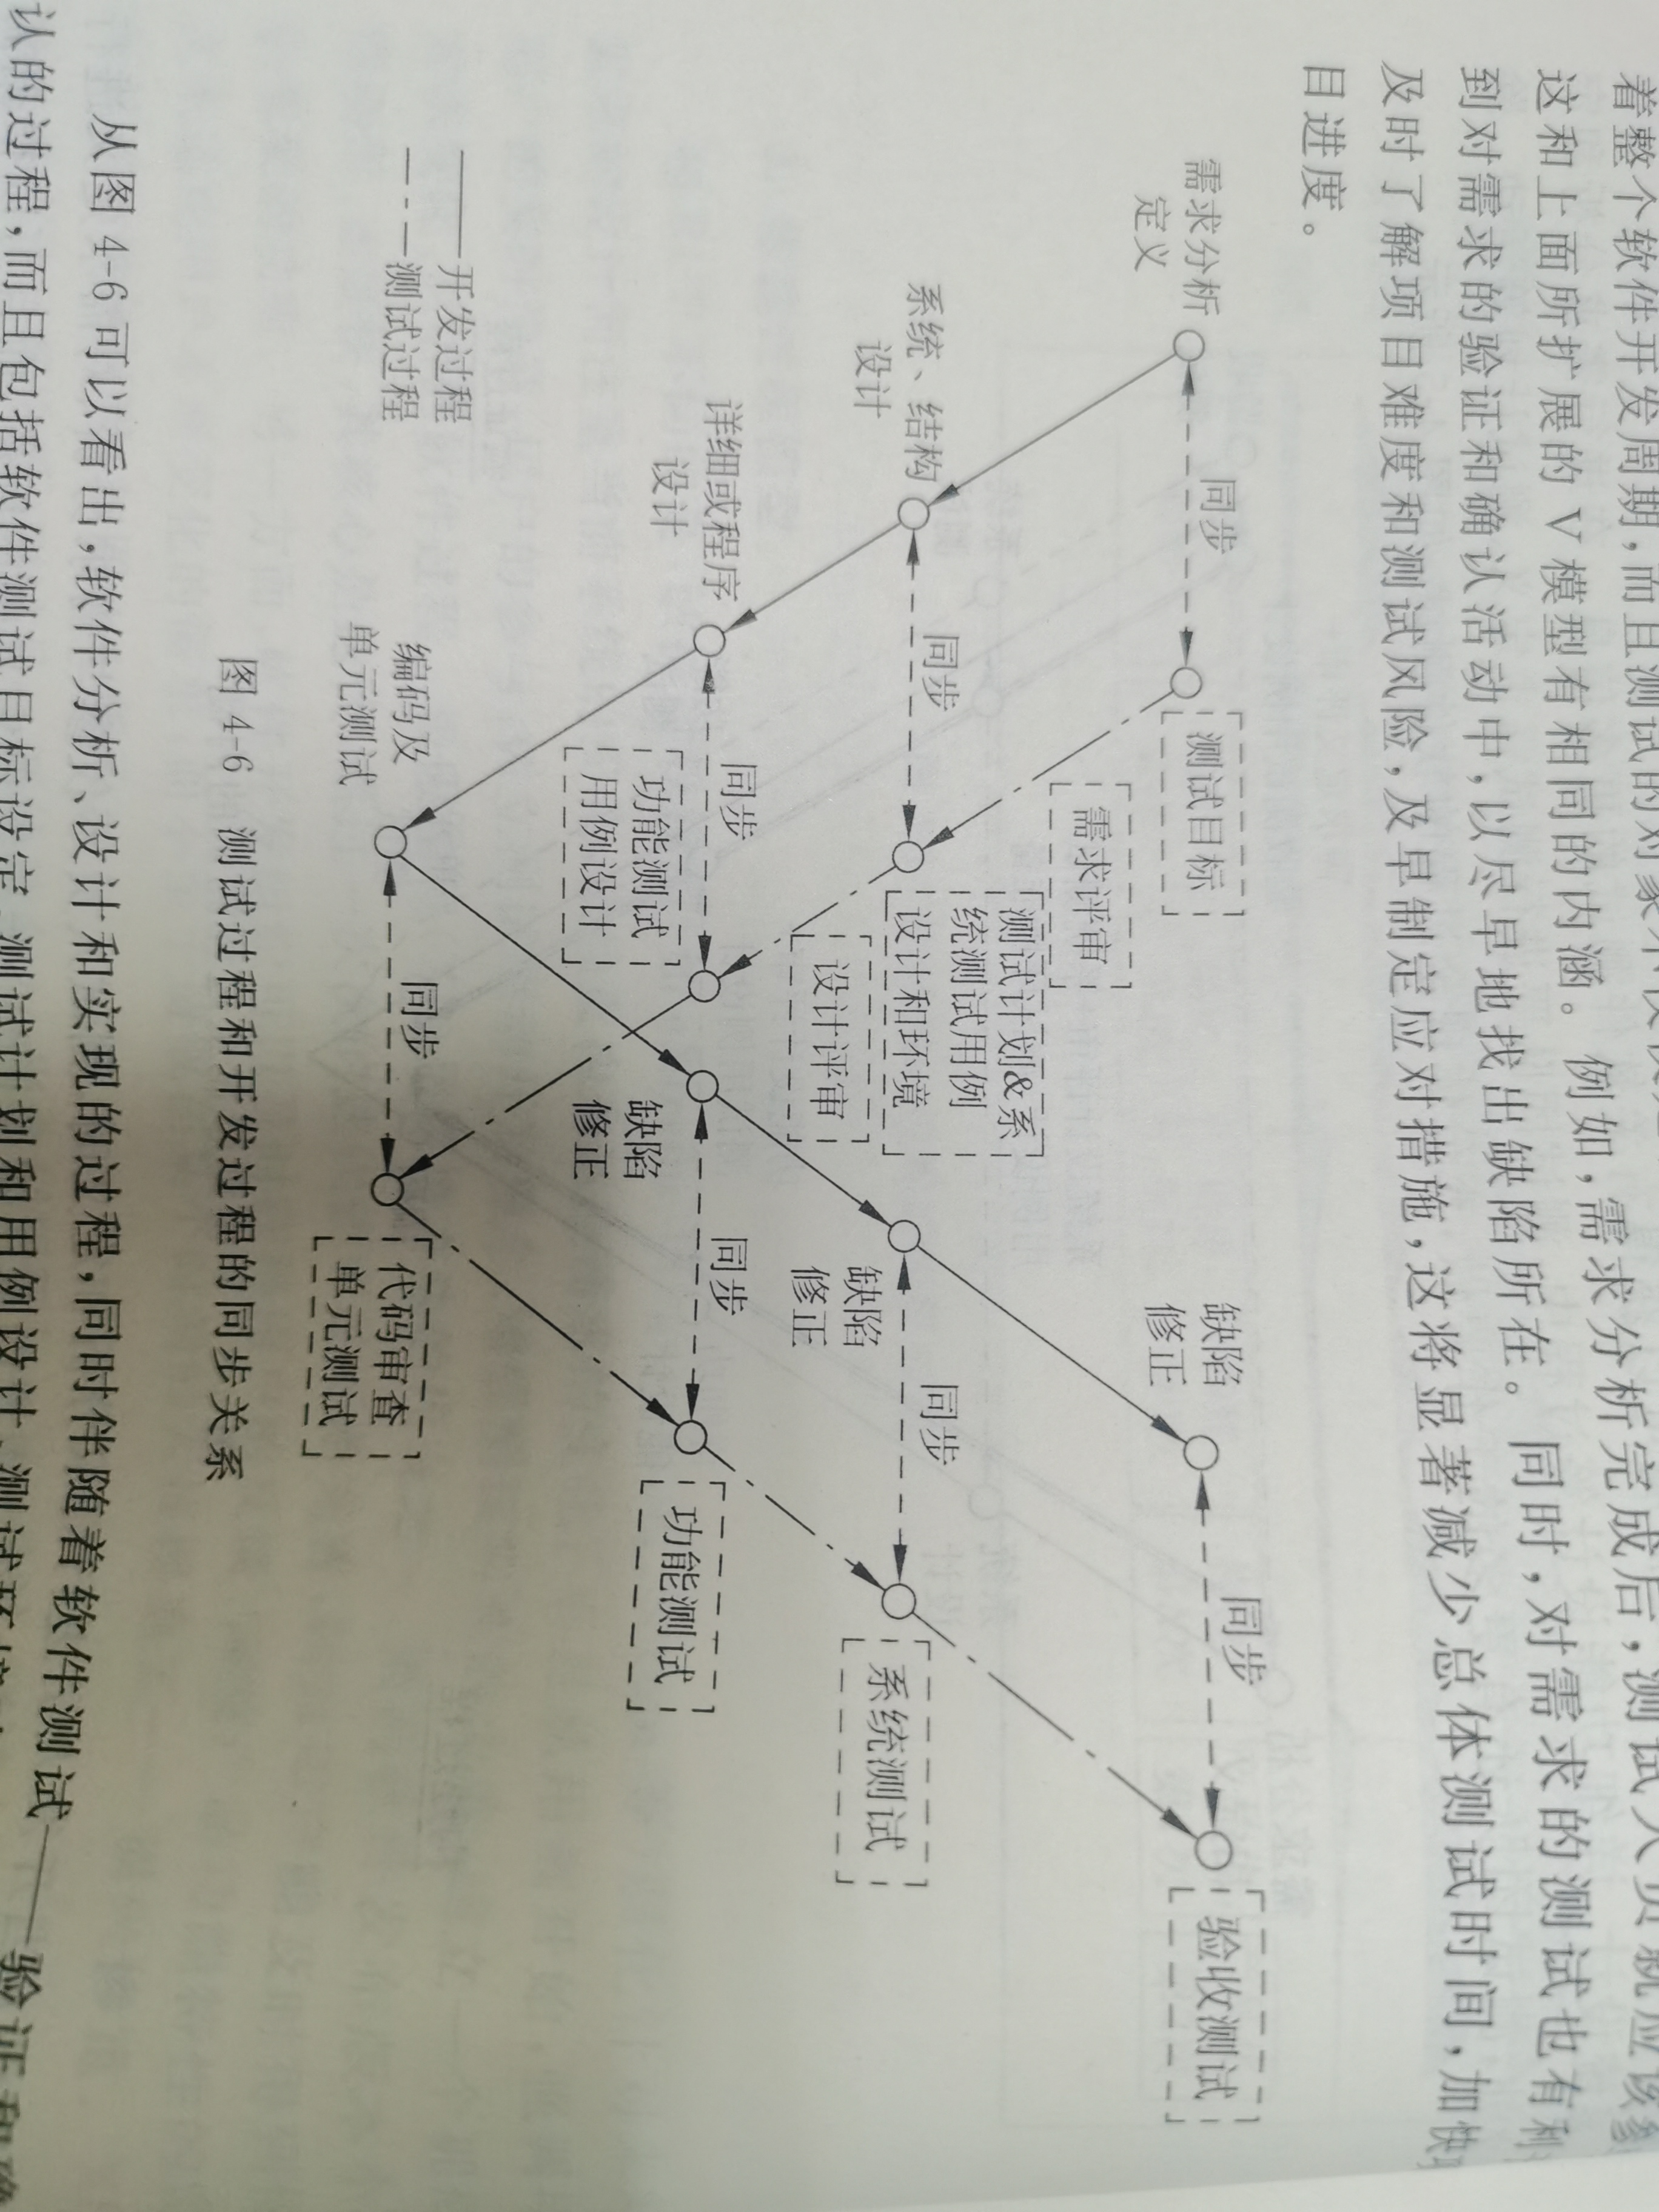 着整个软件开发周期,而且测试的对象不仅仅是
这和上面所扩展的 V 模型有相同的内涵。例如,需求分析完成后,测试人员就应该参
到对需求的验证和确认活动中,以尽早地找出缺陷所在。同时,对需求的测试也有利
及时了解项目难度和测试风险,及早制定应对措施,这将显著减少总体测试时间,加快
目进度。
需求分析
定义
同步
测试目标
需求评审
缺陷
修正
同步
验收测试
系统、结构
设计
同步
测试计划&系
统测试用例
设计和环境
设计评审
缺陷
修正
同步
系统测试
详细或程序
设计
同步
功能测试
用例设计
缺陷
修正
同步
功能测试
编码及
单元测试
同步
代码审查
单元测试
——开发过程
—-—测试过程
图 4-6 测试过程和开发过程的同步关系
从图 4-6 可以看出,软件分析、设计和实现的过程,同时伴随着软件测试——验证和确
认的过程,而且包括软件测试目标设定、测试计划和用例设计、测试环